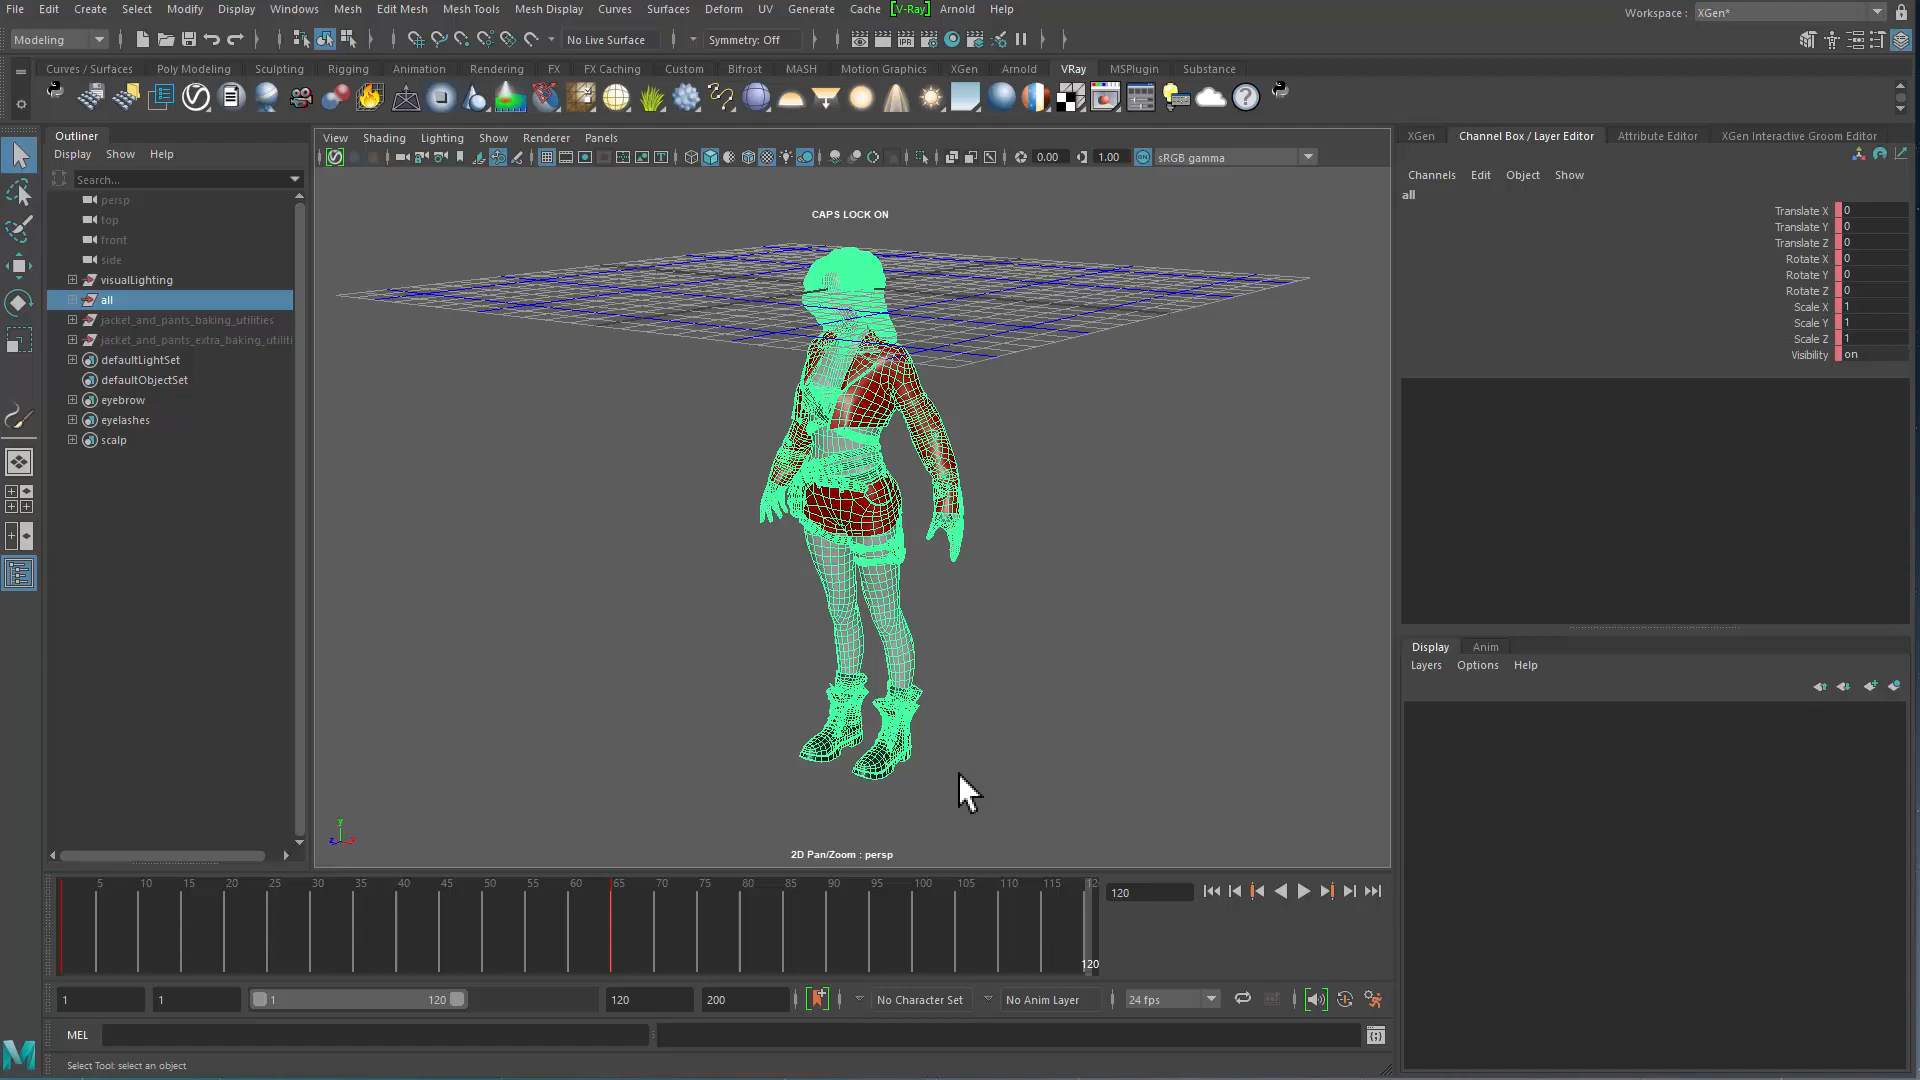 File Edit Create Select Modify Display Windows Mesh Edit Mesh Mesh Tools Mesh Display Curves Surfaces Deform UV Generate Cache [V-Ray] Arnold Help
Workspace : XGen*
Modeling No Live Surface Symmetry: Off
Curves / Surfaces Poly Modeling Sculpting Rigging Animation Rendering FX FX Caching Custom Bifrost MASH Motion Graphics XGen Arnold VRay MSPlugin Substance
IPR
Outliner
Display Show Help
Search...
persp
top
front
side
visualLighting
all
jacket_and_pants_baking_utilities
jacket_and_pants_extra_baking_utiliti
defaultLightSet
defaultObjectSet
eyebrow
eyelashes
scalp
View Shading Lighting Show Renderer Panels
0.00 1.00 ON sRGB gamma
CAPS LOCK ON
y
z
2D Pan/Zoom : persp
XGen Channel Box / Layer Editor Attribute Editor XGen Interactive Groom Editor
Channels Edit Object Show
all
Translate X 0
Translate Y 0
Translate Z 0
Rotate X 0
Rotate Y 0
Rotate Z 0
Scale X 1
Scale Y 1
Scale Z 1
Visibility on
Display Anim
Layers Options Help
5 10 15 20 25 30 35 40 45 50 55 60 65 70 75 80 85 90 95 100 105 110 115 12
120
120
1 1 1 120 120 200 No Character Set No Anim Layer 24 fps
MEL
Select Tool: select an object